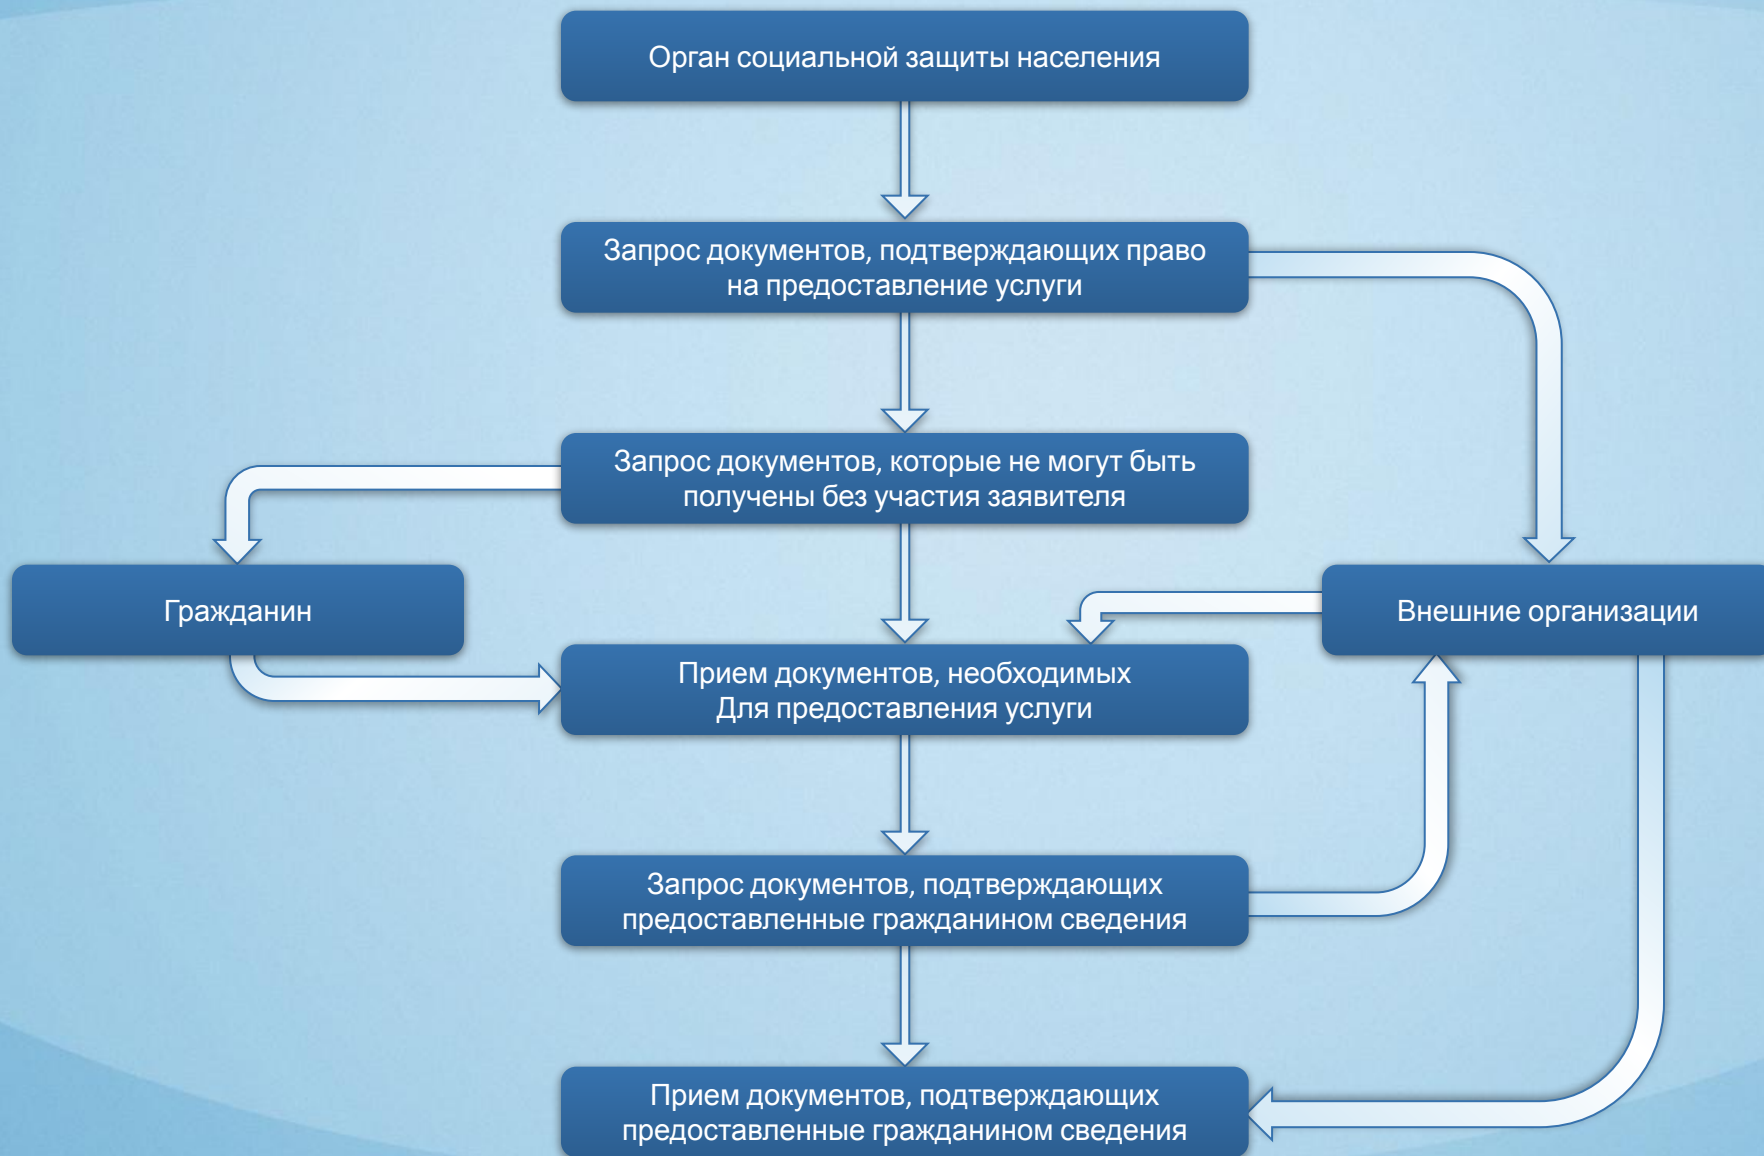 Орган социальной защиты населения
Запрос документов, подтверждающих право
на предоставление услуги
Запрос документов, которые не могут быть
получены без участия заявителя
Гражданин
Внешние организации
Прием документов, необходимых
Для предоставления услуги
Запрос документов, подтверждающих
предоставленные гражданином сведения
Прием документов, подтверждающих
предоставленные гражданином сведения